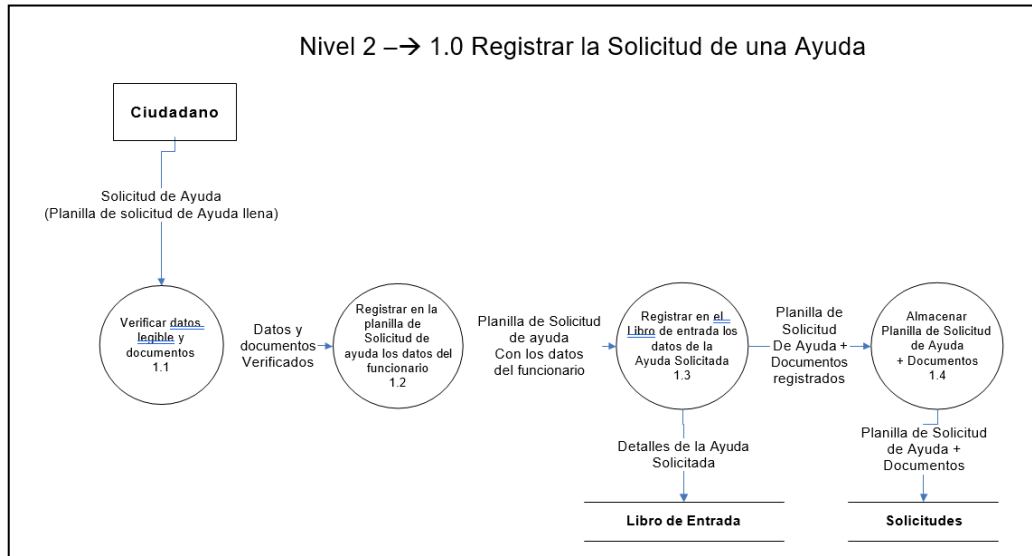 Nivel 2 –→ 1.0 Registrar la Solicitud de una Ayuda
Ciudadano
Solicitud de Ayuda
(Planilla de solicitud de Ayuda llena)
Verificar datos
legible y
documentos
1.1
Datos y
documentos
Verificados
Registrar en la
planilla de
Solicitud de
ayuda los datos del
funcionario
1.2
Planilla de Solicitud
de ayuda
Con los datos
del funcionario
Registrar en el
Libro de entrada los
datos de la
Ayuda Solicitada
1.3
Planilla de
Solicitud
De Ayuda +
Documentos
registrados
Almacenar
Planilla de Solicitud
de Ayuda
+ Documentos
1.4
Detalles de la Ayuda
Solicitada
Planilla de Solicitud
de Ayuda +
Documentos
Libro de Entrada
Solicitudes